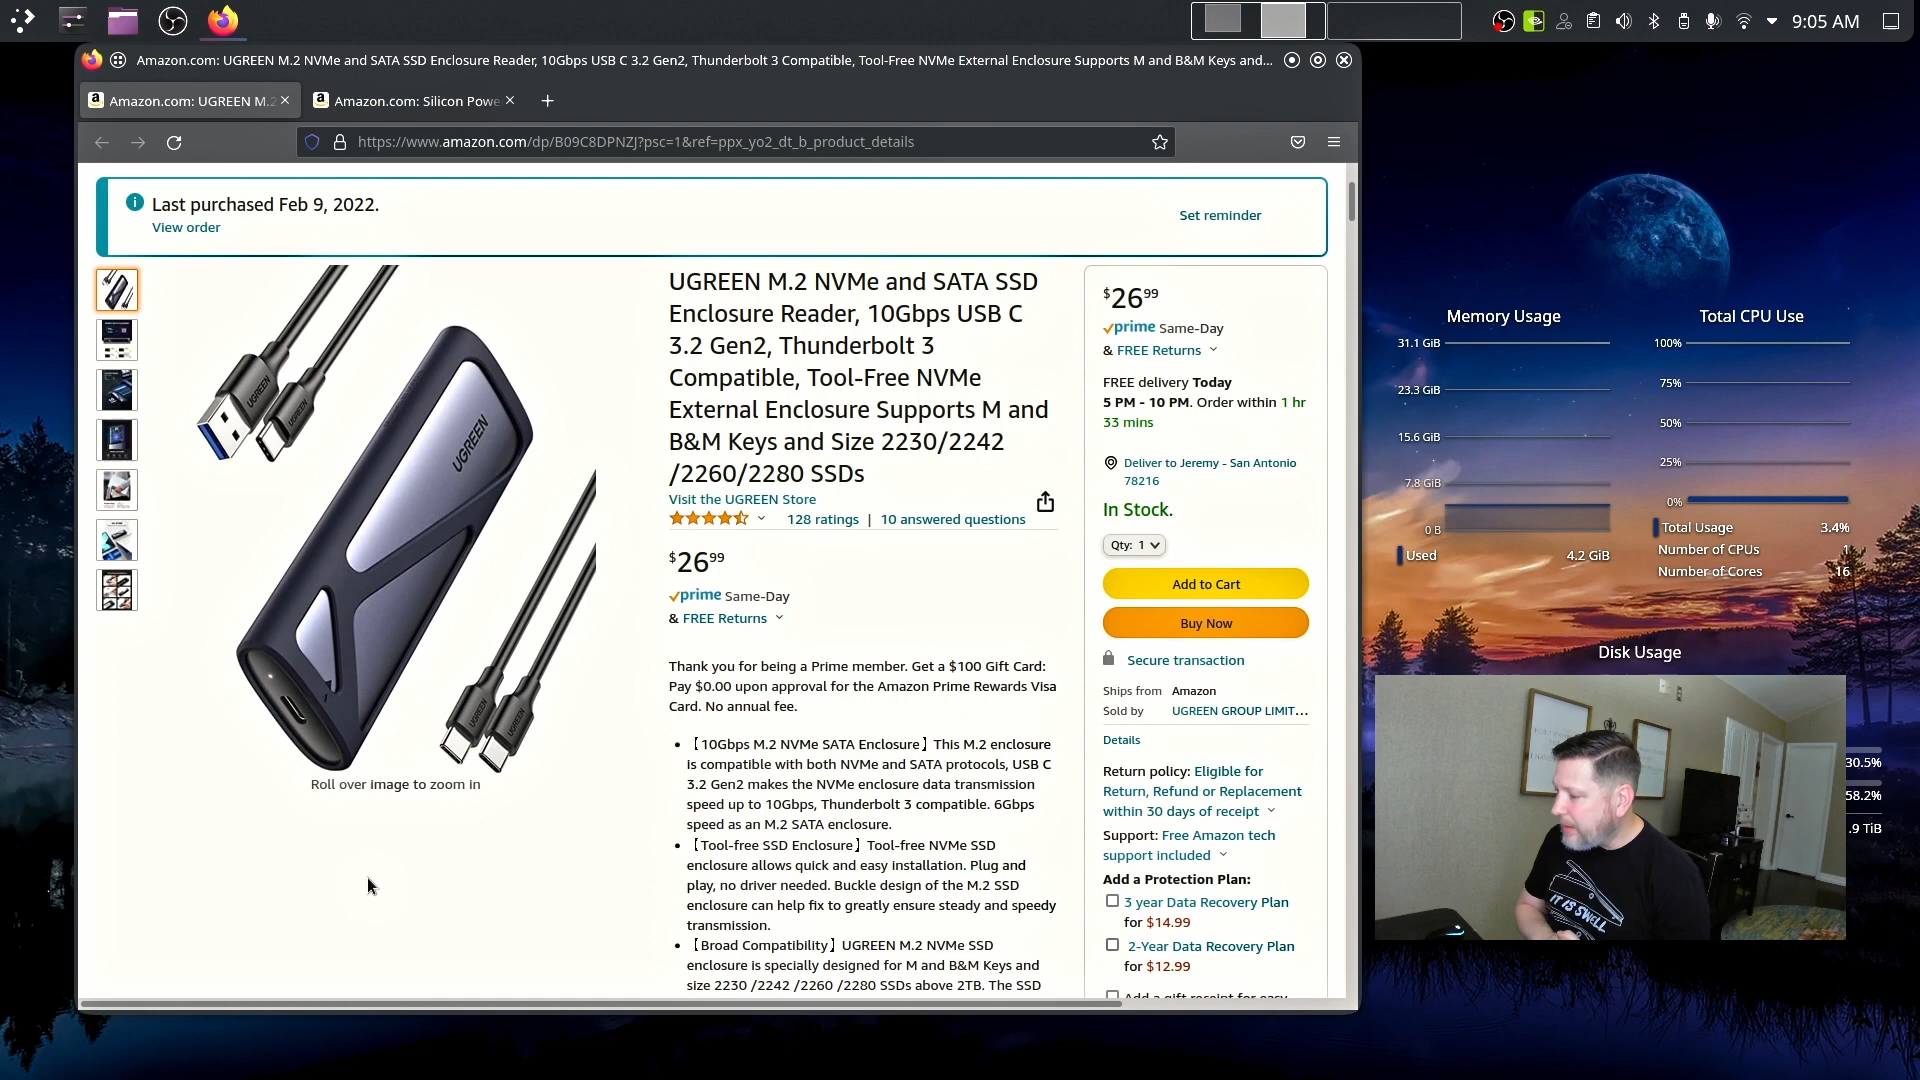 9:05 AM
Amazon.com: UGREEN M.2 NVMe and SATA SSD Enclosure Reader, 10Gbps USB C 3.2 Gen2, Thunderbolt 3 Compatible, Tool-Free NVMe External Enclosure Supports M and B&M Keys and...
Amazon.com: UGREEN M.2
Amazon.com: Silicon Powe
https://www.amazon.com/dp/B09C8DPNZJ?psc=1&ref=ppx_yo2_dt_b_product_details
Last purchased Feb 9, 2022.
View order
Set reminder
UGREEN
UGREEN
UGREEN
UGREEN
UGREEN
Roll over image to zoom in
UGREEN M.2 NVMe and SATA SSD
Enclosure Reader, 10Gbps USB C
3.2 Gen2, Thunderbolt 3
Compatible, Tool-Free NVMe
External Enclosure Supports M and
B&M Keys and Size 2230/2242
/2260/2280 SSDs
Visit the UGREEN Store
128 ratings | 10 answered questions
$26 99
prime Same-Day
& FREE Returns
Thank you for being a Prime member. Get a $100 Gift Card:
Pay $0.00 upon approval for the Amazon Prime Rewards Visa
Card. No annual fee.
• 【10Gbps M.2 NVMe SATA Enclosure】This M.2 enclosure
is compatible with both NVMe and SATA protocols, USB C
3.2 Gen2 makes the NVMe enclosure data transmission
speed up to 10Gbps, Thunderbolt 3 compatible. 6Gbps
speed as an M.2 SATA enclosure.
• 【Tool-free SSD Enclosure】Tool-free NVMe SSD
enclosure allows quick and easy installation. Plug and
play, no driver needed. Buckle design of the M.2 SSD
enclosure can help fix to greatly ensure steady and speedy
transmission.
• 【Broad Compatibility】UGREEN M.2 NVMe SSD
enclosure is specially designed for M and B&M Keys and
size 2230 /2242 /2260 /2280 SSDs above 2TB. The SSD
$26 99
prime Same-Day
& FREE Returns
FREE delivery Today
5 PM - 10 PM. Order within 1 hr
33 mins
Deliver to Jeremy - San Antonio
78216
In Stock.
Qty: 1
Add to Cart
Buy Now
Secure transaction
Ships from Amazon
Sold by UGREEN GROUP LIMIT...
Details
Return policy: Eligible for
Return, Refund or Replacement
within 30 days of receipt
Support: Free Amazon tech
support included
Add a Protection Plan:
3 year Data Recovery Plan
for $14.99
2-Year Data Recovery Plan
for $12.99
Add a gift receipt for easy
Memory Usage
31.1 GiB
23.3 GiB
15.6 GiB
7.8 GiB
0 B
Used 4.2 GiB
Total CPU Use
100%
75%
50%
25%
0%
Total Usage 3.4%
Number of CPUs 1
Number of Cores 16
Disk Usage
30.5%
58.2%
.9 TiB
IT IS SWELL